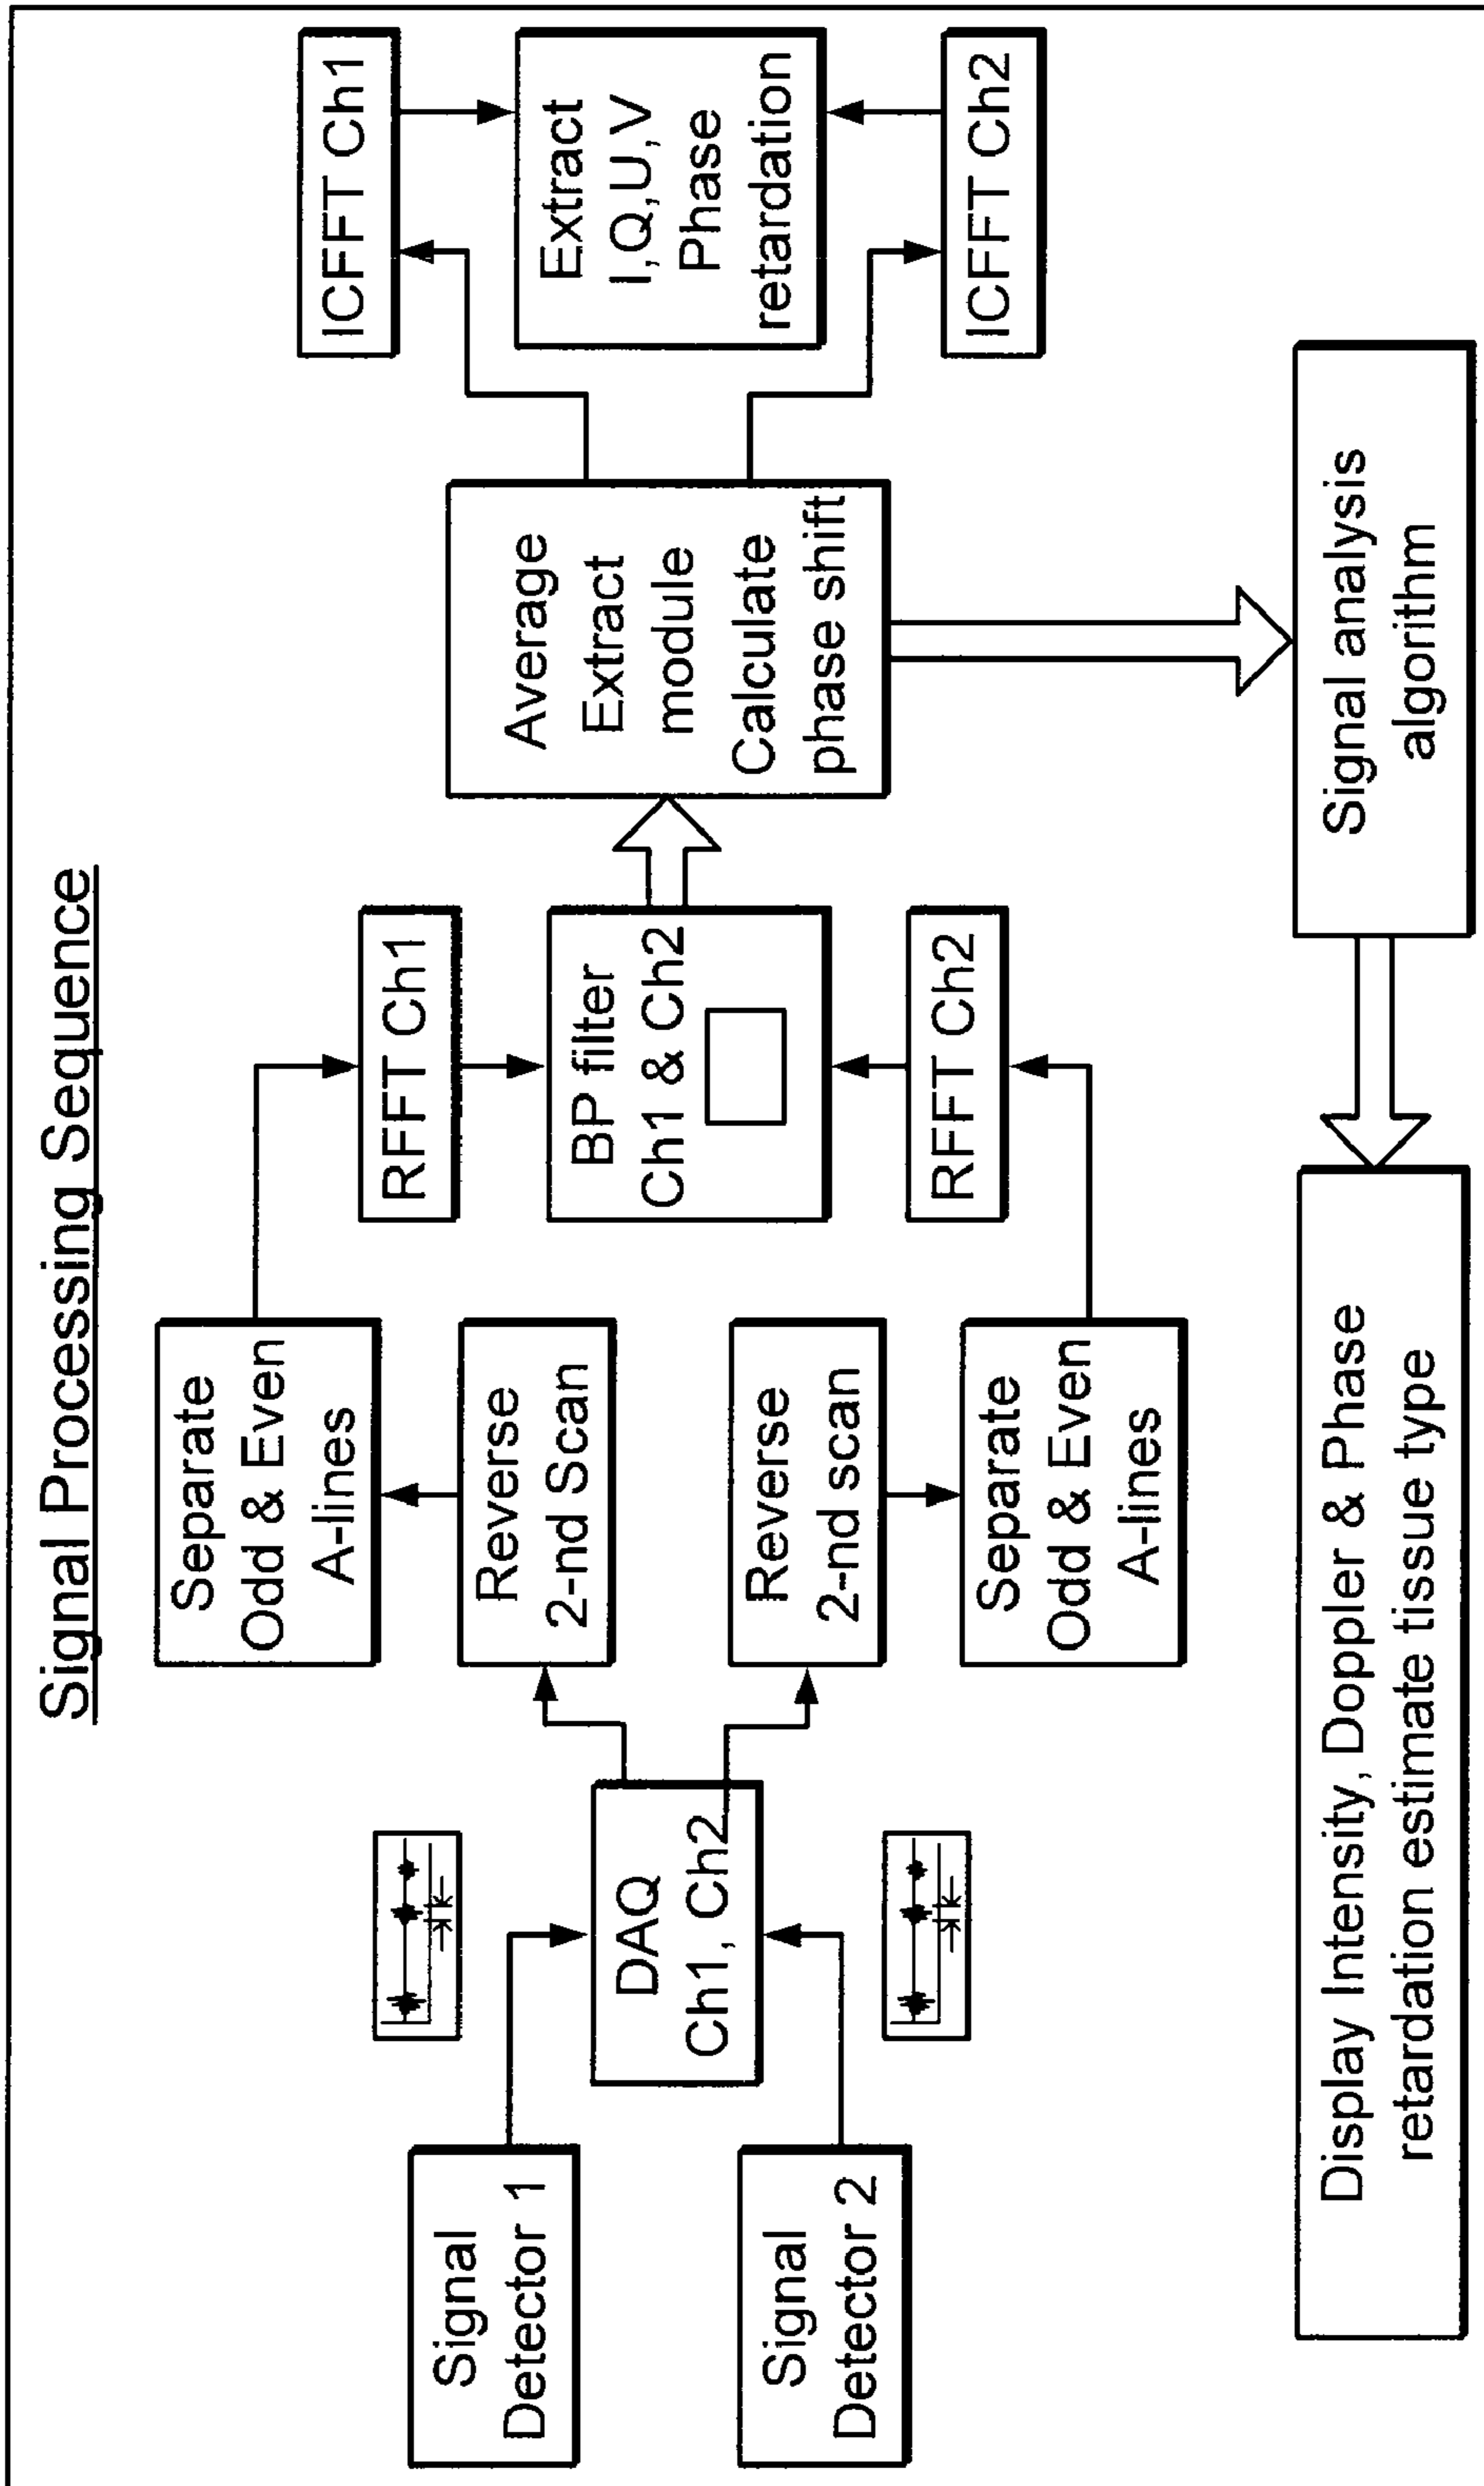 Signal Processing Sequence
Signal
Detector 1
Signal
Detector 2
DAQ
Ch1, Ch2
Separate
Odd & Even
A-lines
Reverse
2-nd Scan
Reverse
2-nd scan
Separate
Odd & Even
A-lines
RFFT Ch1
BP filter
Ch1 & Ch2
RFFT Ch2
Average
Extract
module
Calculate
phase shift
ICFFT Ch1
Extract
I,Q,U,V
Phase
retardation
ICFFT Ch2
Display Intensity, Doppler & Phase
retardation estimate tissue type
Signal analysis
algorithm